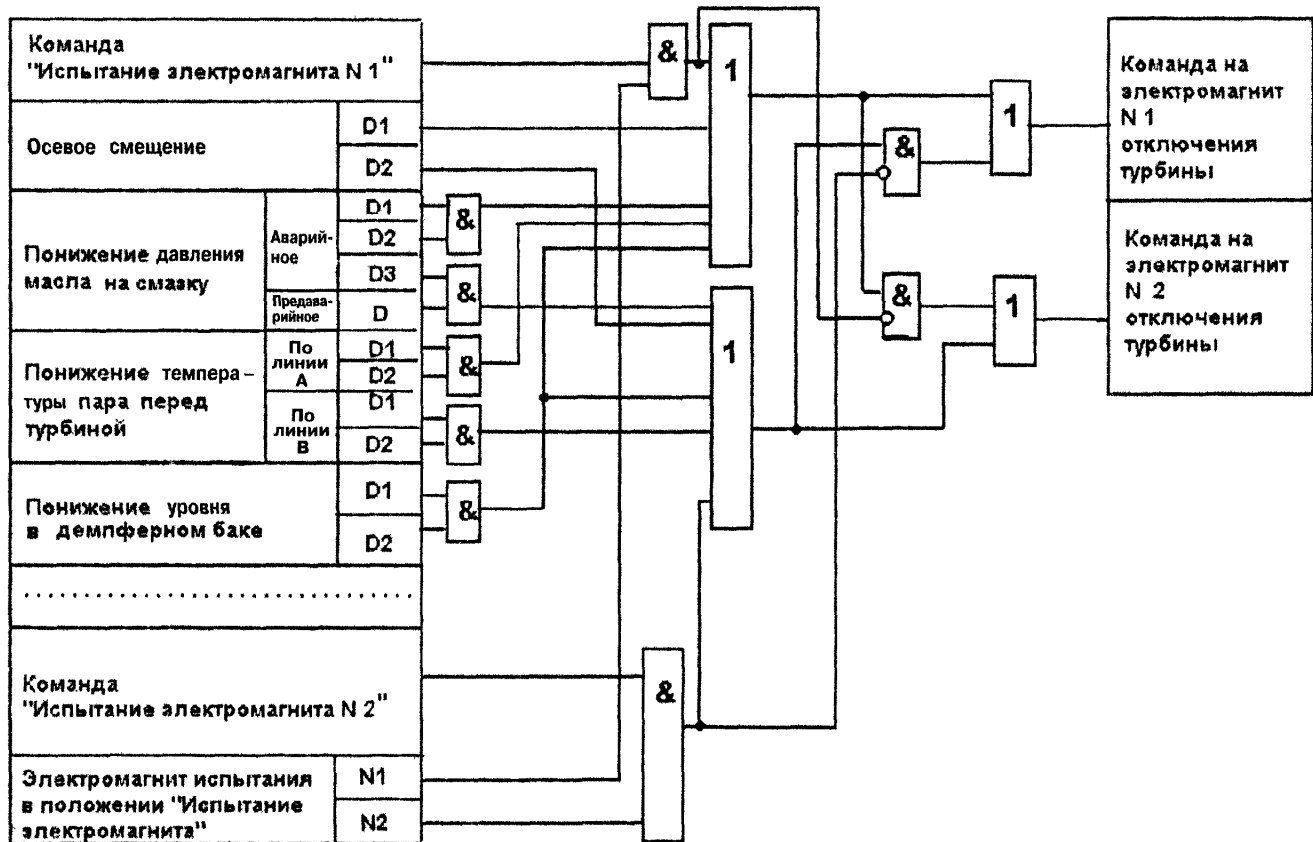 Команда
"Испытание электромагнита N 1"
Осевое смещение
D1
D2
Понижение давления
масла на смазку
Аварий-
ное
D1
D2
D3
Предава-
рийное
D
Понижение темпера-
туры пара перед
турбиной
По
линии
А
D1
D2
По
линии
В
D1
D2
Понижение уровня
в демпферном баке
D1
D2
.................................
Команда
"Испытание электромагнита N 2"
Электромагнит испытания
в положении "Испытание
электромагнита"
N1
N2
&
&
&
&
&
&
&
1
1
&
&
1
1
Команда на
электромагнит
N 1
отключения
турбины
Команда на
электромагнит
N 2
отключения
турбины